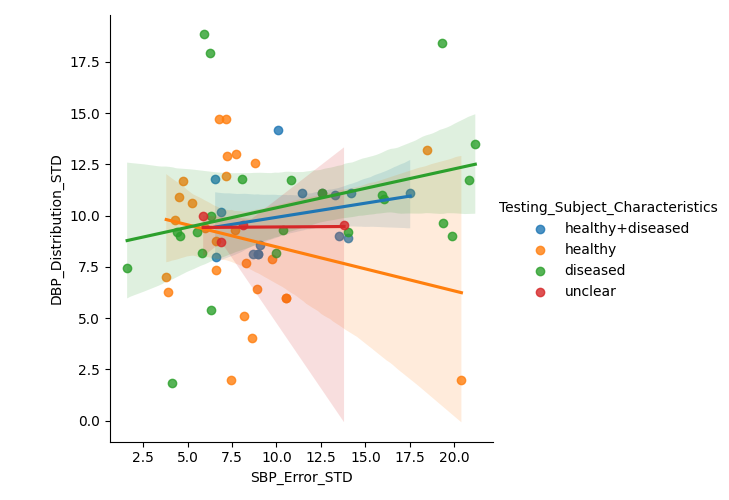 17.5
15.0
12.5
10.0
7.5
5.0
2.5
0.0
DBP_Distribution_STD
2.5 5.0 7.5 10.0 12.5 15.0 17.5 20.0
SBP_Error_STD
Testing_Subject_Characteristics
healthy+diseased
healthy
diseased
unclear